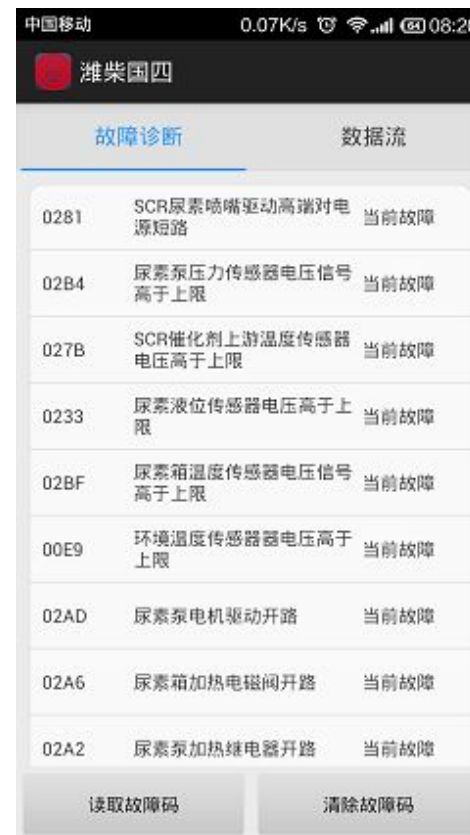 中国移动 0.07K/s 64 08:20
潍柴国四
故障诊断 数据流
0281 SCR尿素喷嘴驱动高端对电源短路 当前故障
02B4 尿素泵压力传感器电压信号高于上限 当前故障
027B SCR催化剂上游温度传感器电压高于上限 当前故障
0233 尿素液位传感器电压高于上限 当前故障
02BF 尿素箱温度传感器电压信号高于上限 当前故障
00E9 环境温度传感器器电压高于上限 当前故障
02AD 尿素泵电机驱动开路 当前故障
02A6 尿素箱加热电磁阀开路 当前故障
02A2 尿素泵加热继电器开路 当前故障
读取故障码 清除故障码